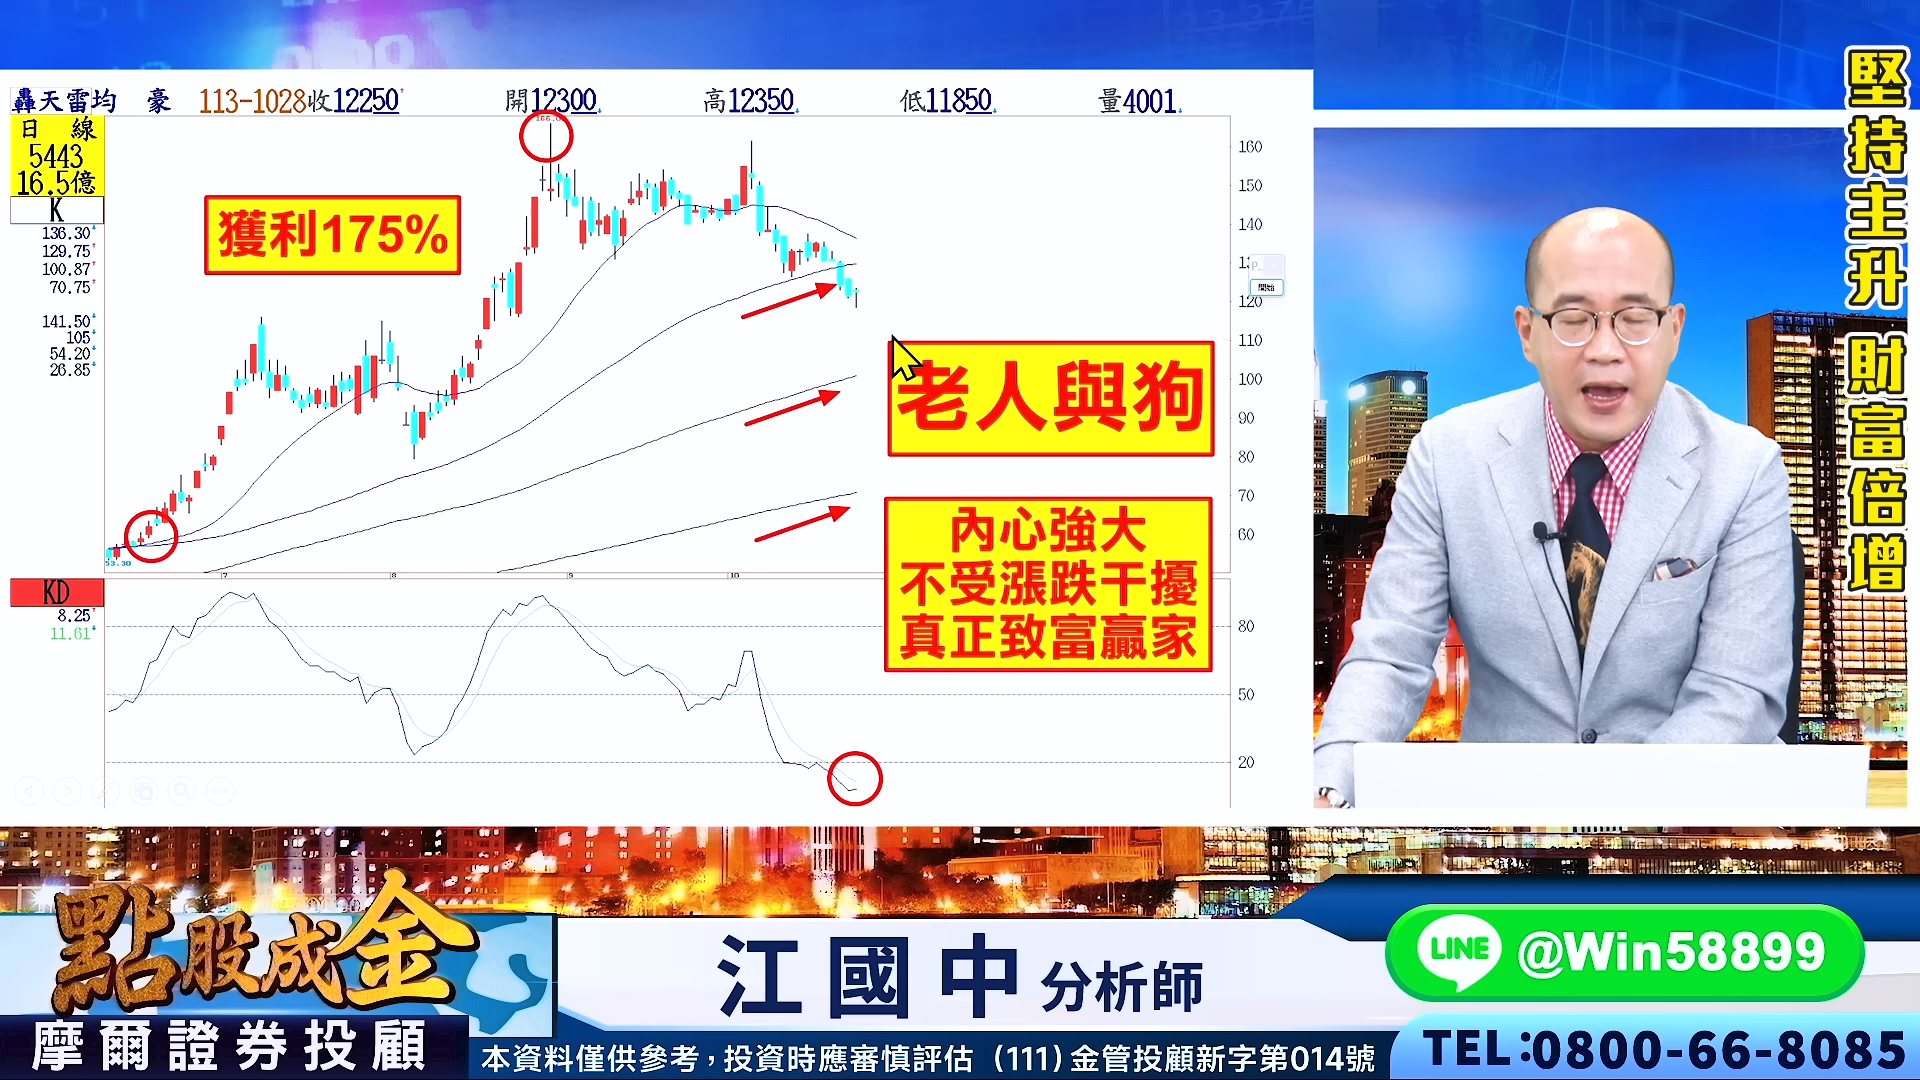 轟天雷均 豪 113-1028收12250 開12300 高12350 低11850 量4001
日 線
5443
16.5億
K
136.30
129.75
100.87
70.75
141.50
105
54.20
26.85
獲利175%
160
150
140
120
110
100
90
80
70
60
53.30
7 8 9 10
開始
老人與狗
內心強大
不受漲跌干擾
真正致富贏家
KD
8.25
11.61
80
50
20
堅持主升 財富倍增
點股成金
摩爾證券投顧
江國中 分析師
LINE @Win58899
本資料僅供參考，投資時應審慎評估 (111) 金管投顧新字第014號
TEL:0800-66-8085